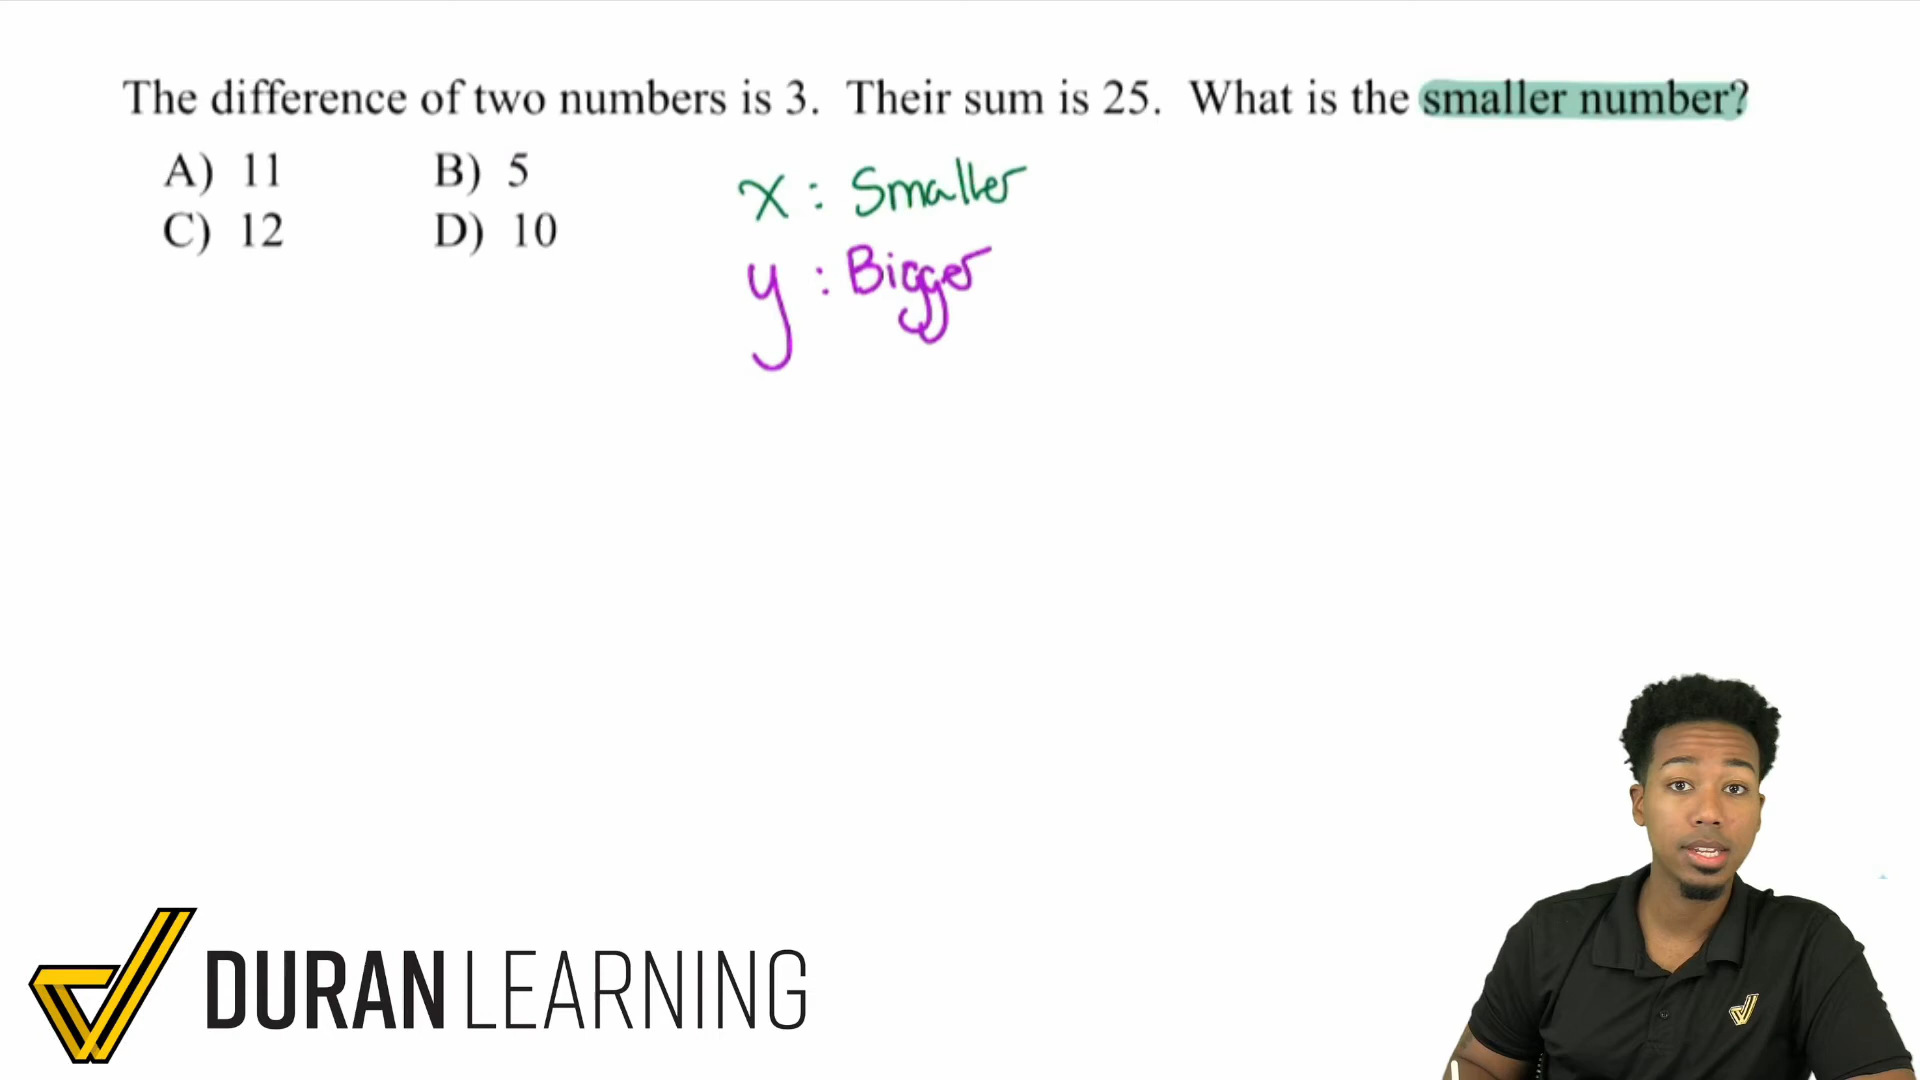 The difference of two numbers is 3. Their sum is 25. What is the smaller number?
A) 11 B) 5
C) 12 D) 10
x : Smaller
y : Bigger
DURAN LEARNING